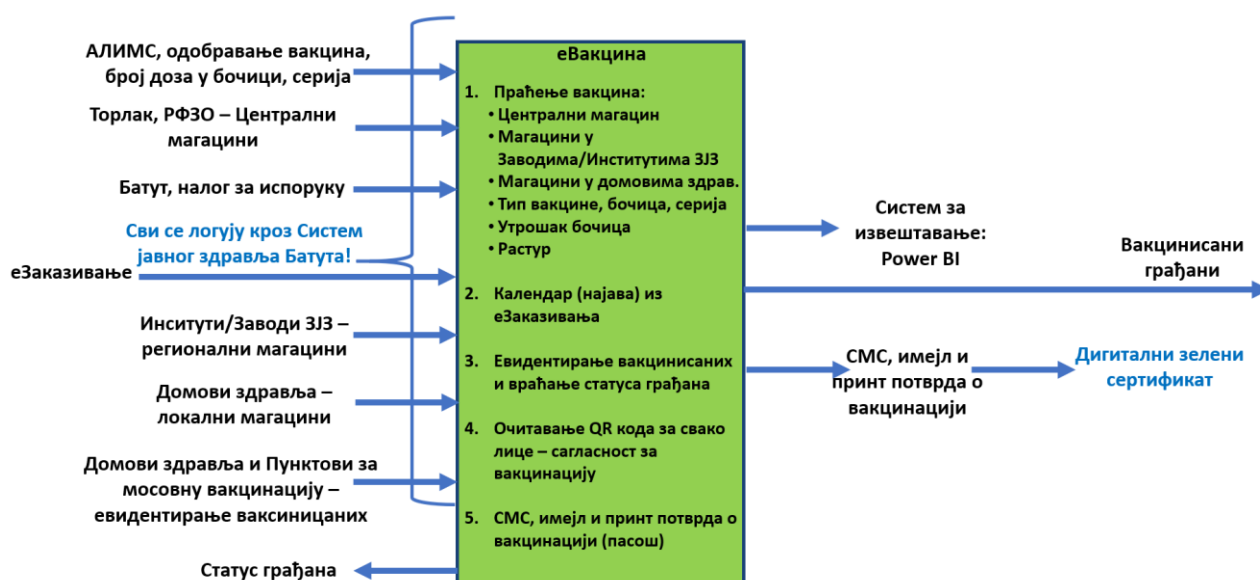 АЛИМС, одобравање вакцина,
број доза у бочици, серија
Торлак, РФЗО – Централни
магацини
Батут, налог за испоруку
Сви се логују кроз Систем
јавног здравља Батута!
еЗаказивање
Инситути/Заводи ЗЈЗ –
регионални магацини
Домови здравља –
локални магацини
Домови здравља и Пунктови за
мосовну вакцинацију –
евидентирање ваксиницаних
Статус грађана
еВакцина
1. Праћење вакцина:
• Централни магацин
• Магацини у
Заводима/Институтима ЗЈЗ
• Магацини у домовима здрав.
• Тип вакцине, бочица, серија
• Утрошак бочица
• Растур
2. Календар (најава) из
еЗаказивања
3. Евидентирање вакцинисаних
и враћање статуса грађана
4. Очитавање QR кода за свако
лице – сагласност за
вакцинацију
5. СМС, имејл и принт потврда о
вакцинацији (пасош)
Систем за
извештавање:
Power BI
Вакцинисани
грађани
СМС, имејл и
принт потврда о
вакцинацији
Дигитални зелени
сертификат